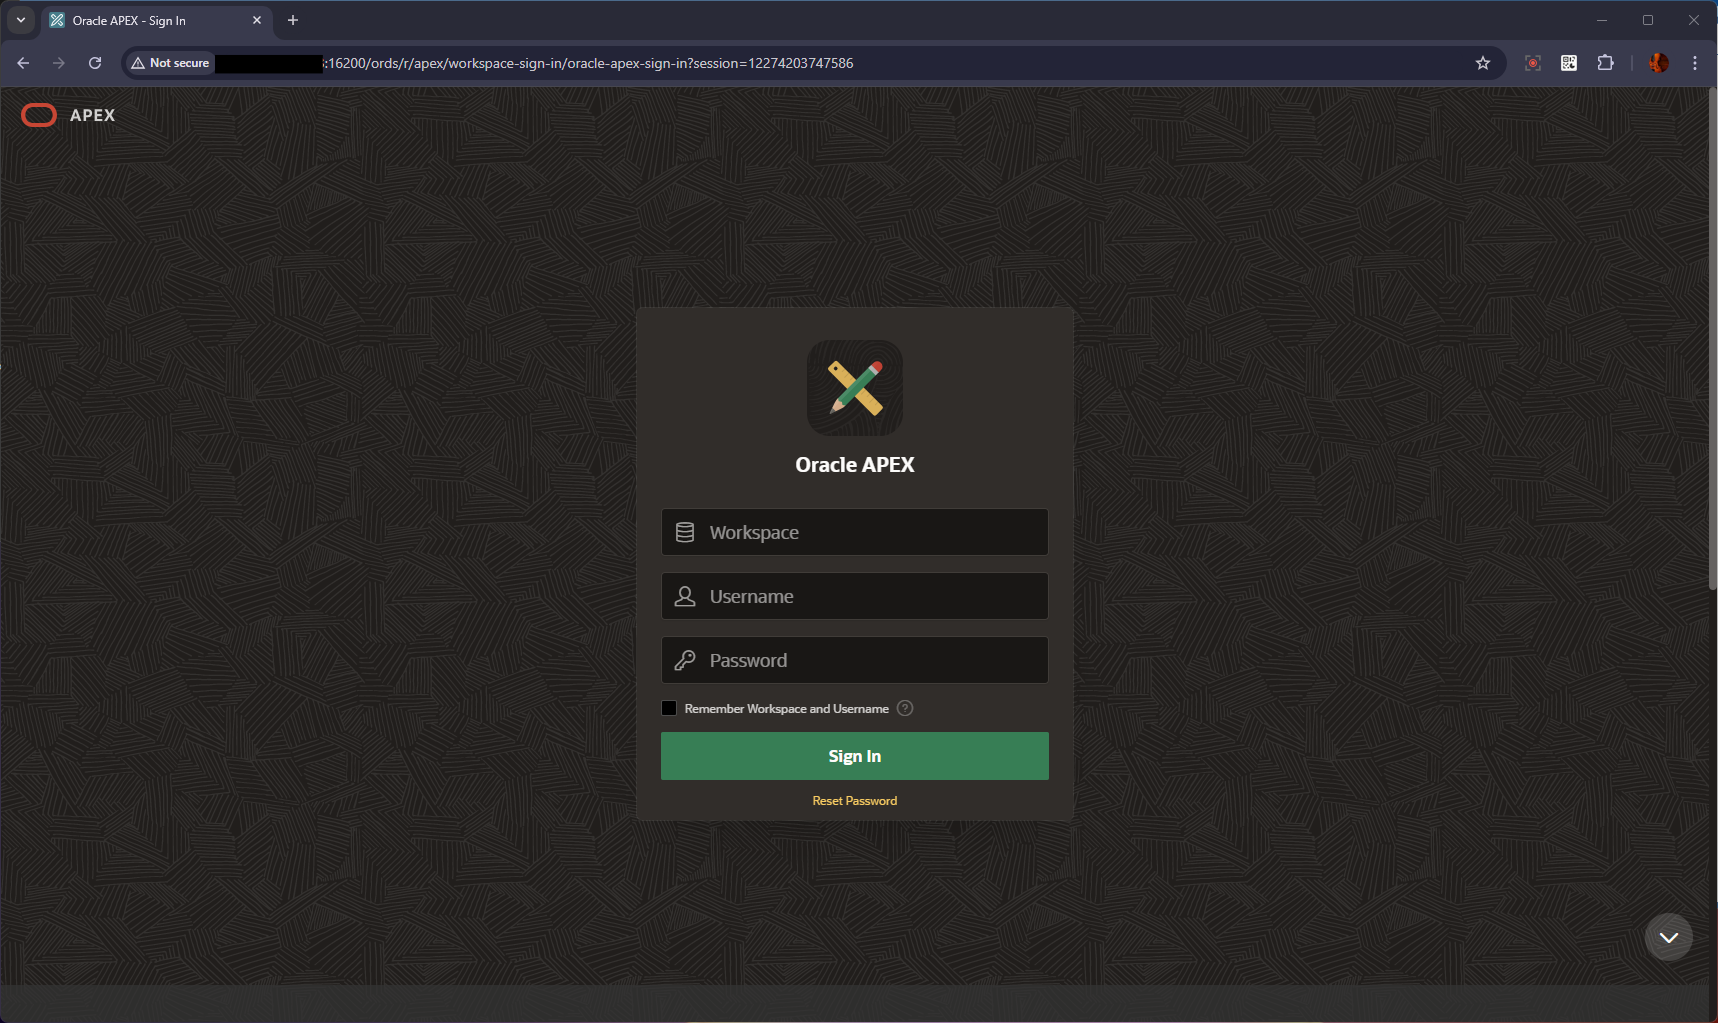 Oracle APEX - Sign In
Not secure
:16200/ords/r/apex/workspace-sign-in/oracle-apex-sign-in?session=12274203747586
APEX
Oracle APEX
Workspace
Username
Password
Remember Workspace and Username
Sign In
Reset Password